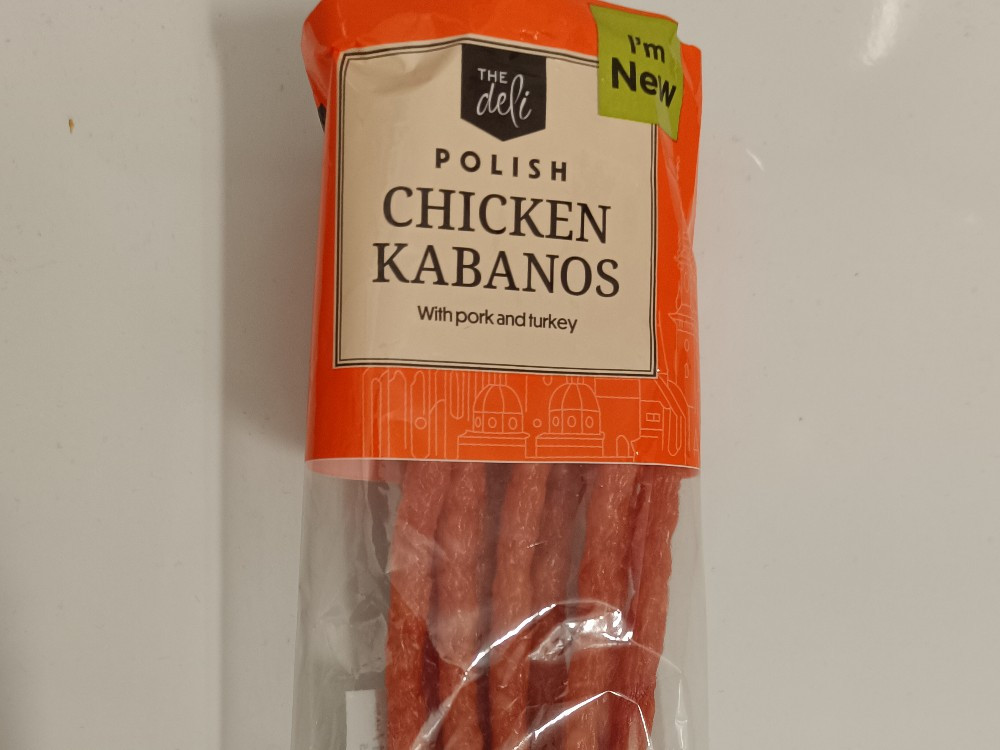 THE
deli
I'm
New
POLISH
CHICKEN
KABANOS
With pork and turkey